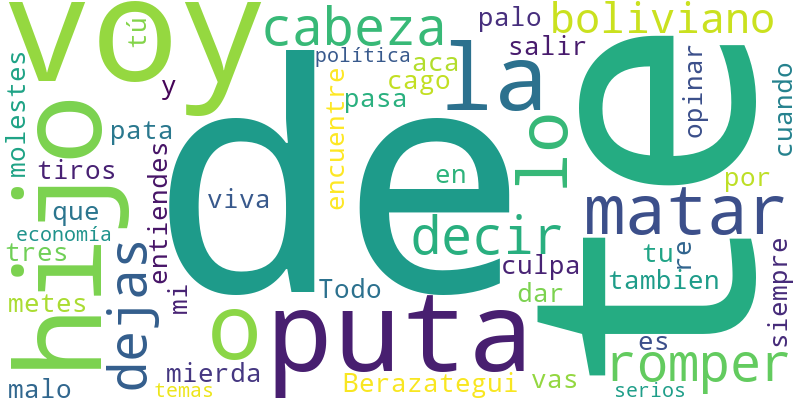 voy
tú
cabeza
palo
boliviano
política
aca
la
salir
molestes
y
cago
opinar
cuando
hijo
pata
pasa
encuentre
de
te
lo
tiros
entiendes
viva
en
por
que
matar
economía
decir
tres
dejas
mi
culpa
tu
re
siempre
metes
Todo
dar
tambien
o
puta
es
romper
malo
mierda
temas
Berazategui
vas
serios